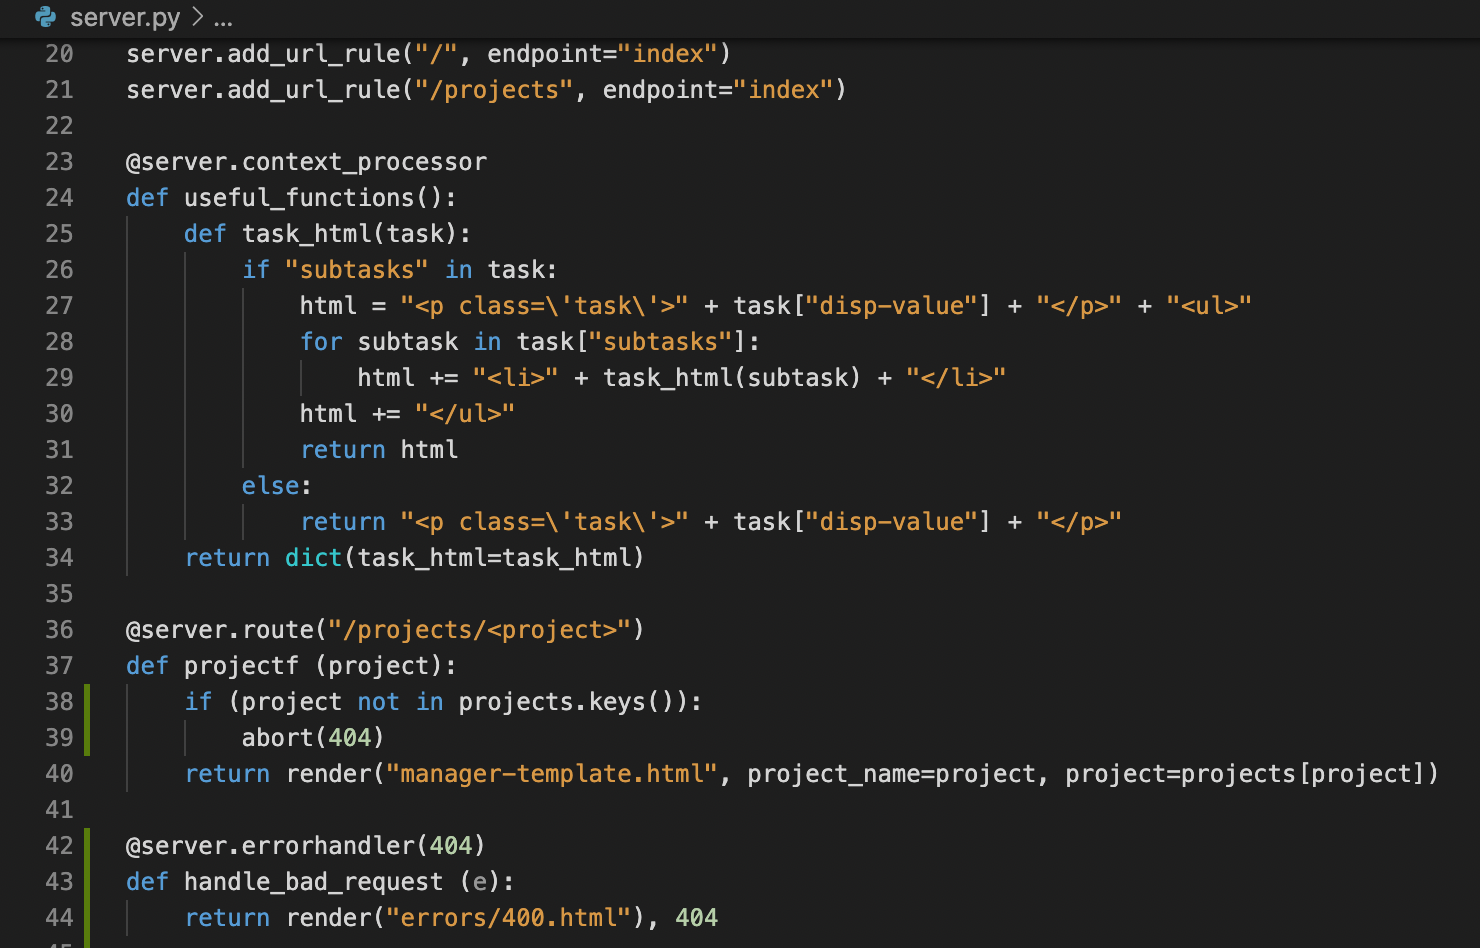 server.py > ...
20 server.add_url_rule("/", endpoint="index")
21 server.add_url_rule("/projects", endpoint="index")
22
23 @server.context_processor
24 def useful_functions():
25     def task_html(task):
26         if "subtasks" in task:
27             html = "<p class=\'task\'>" + task["disp-value"] + "</p>" + "<ul>"
28             for subtask in task["subtasks"]:
29                 html += "<li>" + task_html(subtask) + "</li>"
30             html += "</ul>"
31             return html
32         else:
33             return "<p class=\'task\'>" + task["disp-value"] + "</p>"
34     return dict(task_html=task_html)
35
36 @server.route("/projects/<project>")
37 def projectf (project):
38     if (project not in projects.keys()):
39         abort(404)
40     return render("manager-template.html", project_name=project, project=projects[project])
41
42 @server.errorhandler(404)
43 def handle_bad_request (e):
44     return render("errors/400.html"), 404